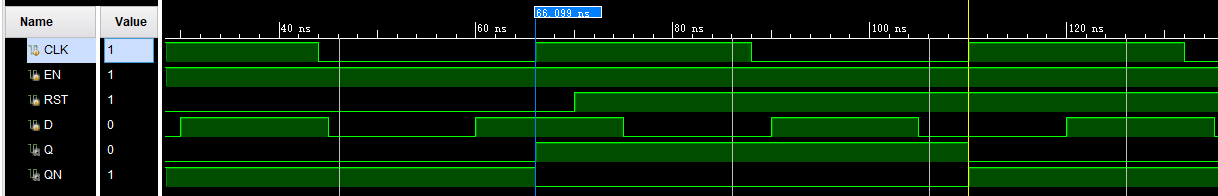 Name Value
66.099 ns
40 ns 60 ns 80 ns 100 ns 120 ns
CLK 1
EN 1
RST 1
D 0
Q 0
QN 1